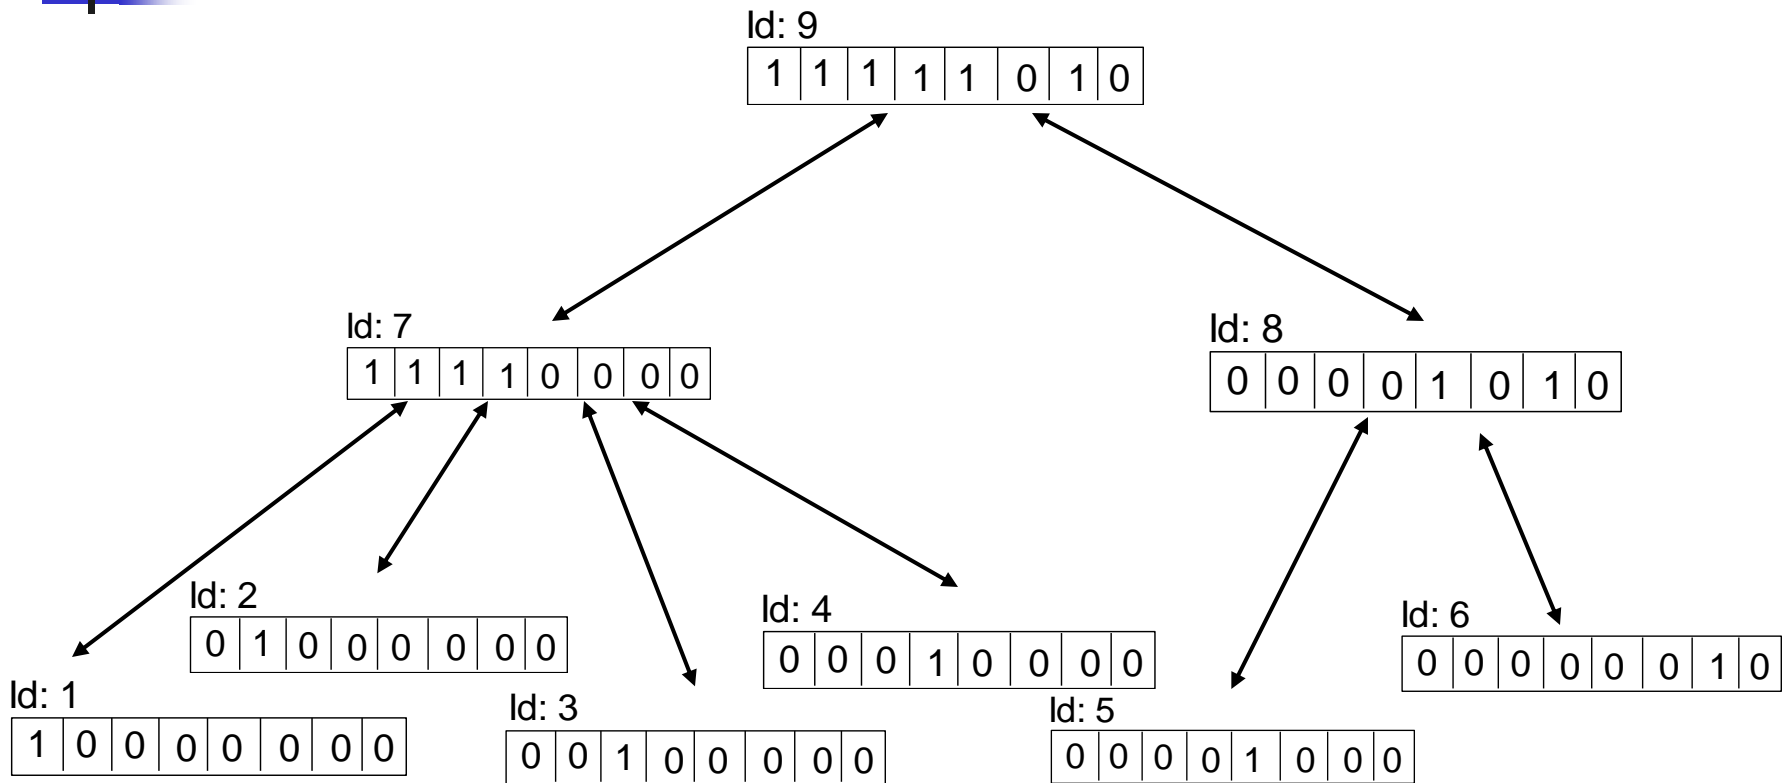 Id: 9
1 1 1 1 1 0 1 0
Id: 7
1 1 1 1 0 0 0 0
Id: 8
0 0 0 0 1 0 1 0
Id: 2
0 1 0 0 0 0 0 0
Id: 4
0 0 0 1 0 0 0 0
Id: 6
0 0 0 0 0 0 1 0
Id: 1
1 0 0 0 0 0 0 0
Id: 3
0 0 1 0 0 0 0 0
Id: 5
0 0 0 0 1 0 0 0